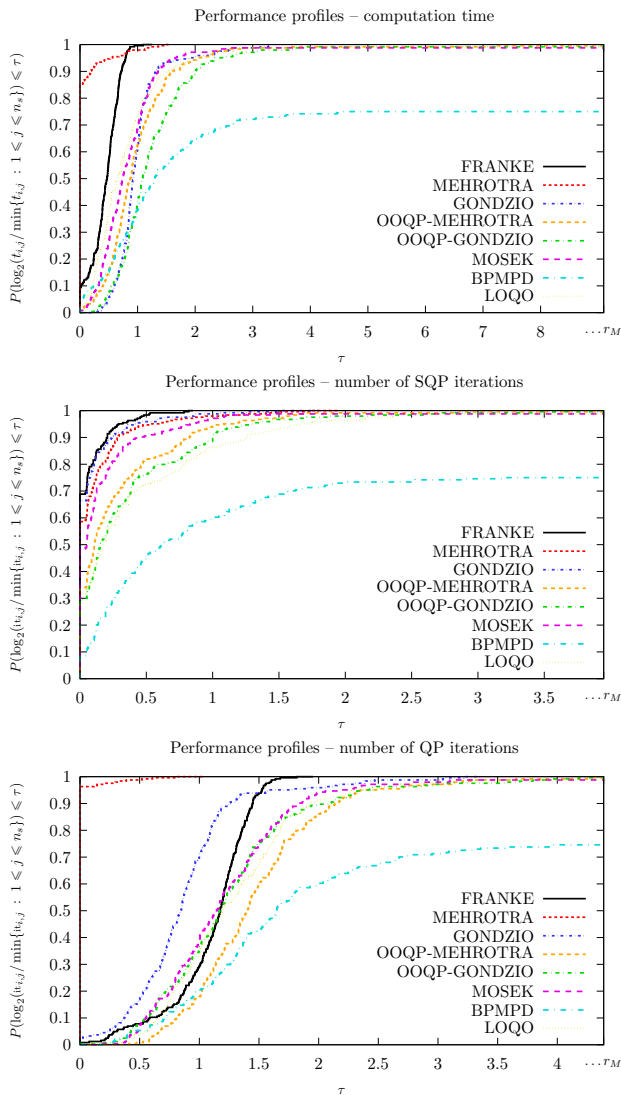 Performance profiles – computation time
P(log₂(t_{i,j}/ min{t_{i,j} : 1 ⩽ j ⩽ n_s}) ⩽ τ)
1
0.9
0.8
0.7
0.6
0.5
0.4
0.3
0.2
0.1
0
FRANKE
MEHROTRA
GONDZIO
OOQP-MEHROTRA
OOQP-GONDZIO
MOSEK
BPMPD
LOQO
0 1 2 3 4 5 6 7 8 ...r_M
τ
Performance profiles – number of SQP iterations
P(log₂(it_{i,j}/ min{it_{i,j} : 1 ⩽ j ⩽ n_s}) ⩽ τ)
1
0.9
0.8
0.7
0.6
0.5
0.4
0.3
0.2
0.1
0
FRANKE
MEHROTRA
GONDZIO
OOQP-MEHROTRA
OOQP-GONDZIO
MOSEK
BPMPD
LOQO
0 0.5 1 1.5 2 2.5 3 3.5 ...r_M
τ
Performance profiles – number of QP iterations
P(log₂(it_{i,j}/ min{it_{i,j} : 1 ⩽ j ⩽ n_s}) ⩽ τ)
1
0.9
0.8
0.7
0.6
0.5
0.4
0.3
0.2
0.1
0
FRANKE
MEHROTRA
GONDZIO
OOQP-MEHROTRA
OOQP-GONDZIO
MOSEK
BPMPD
LOQO
0 0.5 1 1.5 2 2.5 3 3.5 4 ...r_M
τ